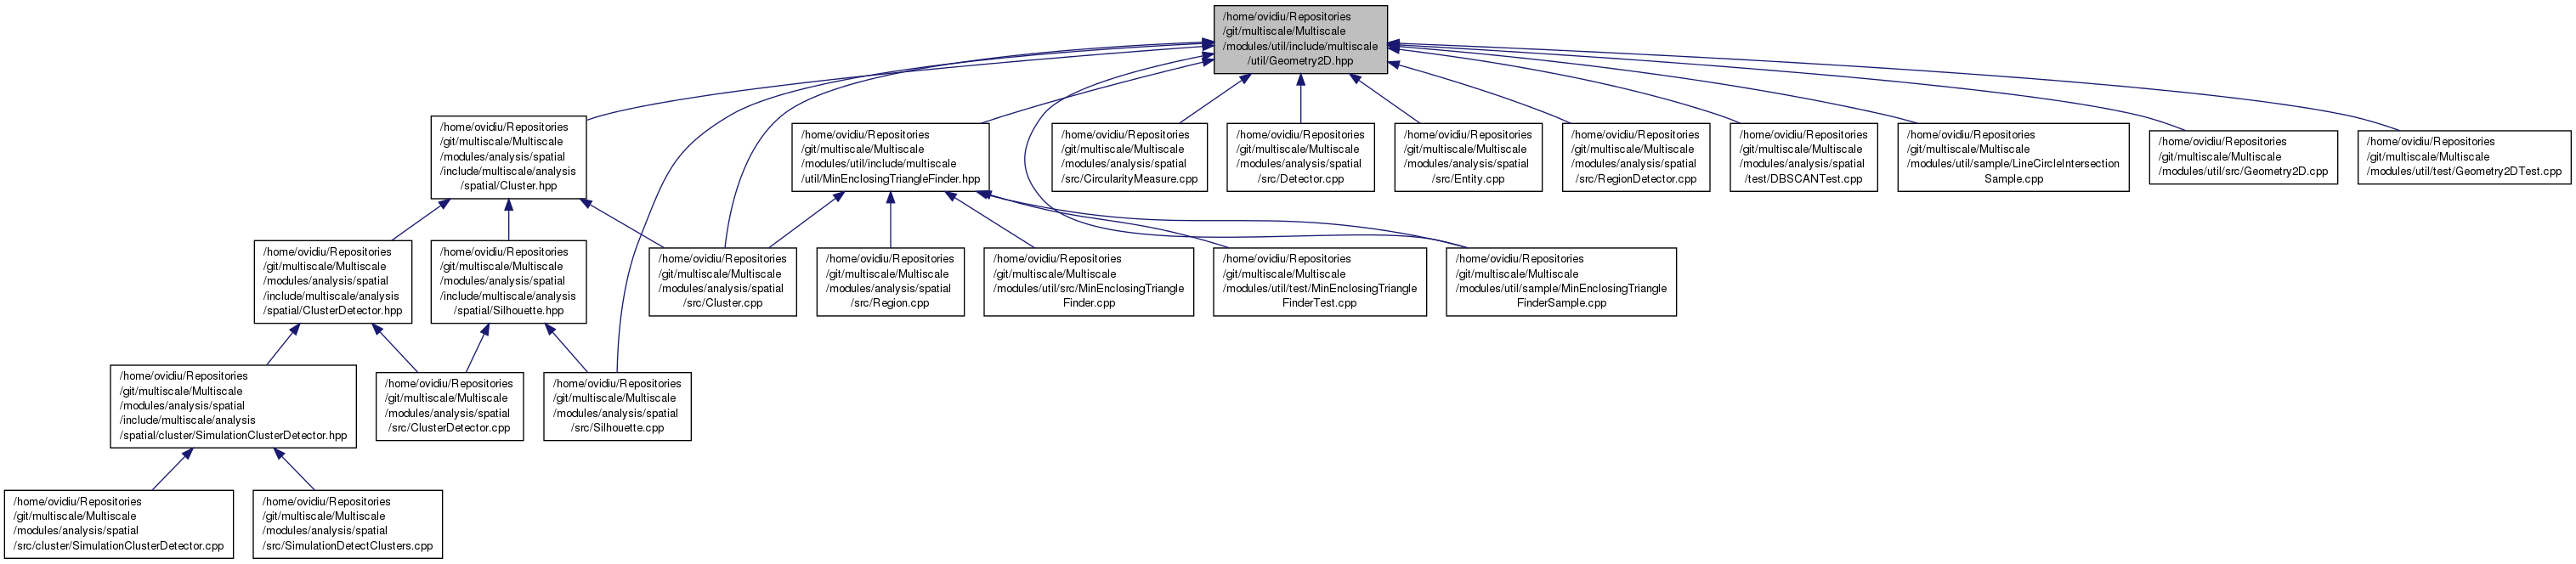 /home/ovidiu/Repositories
/git/multiscale/Multiscale
/modules/util/include/multiscale
/util/Geometry2D.hpp
/home/ovidiu/Repositories
/git/multiscale/Multiscale
/modules/analysis/spatial
/include/multiscale/analysis
/spatial/Cluster.hpp
/home/ovidiu/Repositories
/git/multiscale/Multiscale
/modules/util/include/multiscale
/util/MinEnclosingTriangleFinder.hpp
/home/ovidiu/Repositories
/git/multiscale/Multiscale
/modules/analysis/spatial
/src/CircularityMeasure.cpp
/home/ovidiu/Repositories
/git/multiscale/Multiscale
/modules/analysis/spatial
/src/Detector.cpp
/home/ovidiu/Repositories
/git/multiscale/Multiscale
/modules/analysis/spatial
/src/Entity.cpp
/home/ovidiu/Repositories
/git/multiscale/Multiscale
/modules/analysis/spatial
/src/RegionDetector.cpp
/home/ovidiu/Repositories
/git/multiscale/Multiscale
/modules/analysis/spatial
/test/DBSCANTest.cpp
/home/ovidiu/Repositories
/git/multiscale/Multiscale
/modules/util/sample/LineCircleIntersection
Sample.cpp
/home/ovidiu/Repositories
/git/multiscale/Multiscale
/modules/util/src/Geometry2D.cpp
/home/ovidiu/Repositories
/git/multiscale/Multiscale
/modules/util/test/Geometry2DTest.cpp
/home/ovidiu/Repositories
/git/multiscale/Multiscale
/modules/analysis/spatial
/include/multiscale/analysis
/spatial/ClusterDetector.hpp
/home/ovidiu/Repositories
/git/multiscale/Multiscale
/modules/analysis/spatial
/include/multiscale/analysis
/spatial/Silhouette.hpp
/home/ovidiu/Repositories
/git/multiscale/Multiscale
/modules/analysis/spatial
/src/Cluster.cpp
/home/ovidiu/Repositories
/git/multiscale/Multiscale
/modules/analysis/spatial
/src/Region.cpp
/home/ovidiu/Repositories
/git/multiscale/Multiscale
/modules/util/src/MinEnclosingTriangle
Finder.cpp
/home/ovidiu/Repositories
/git/multiscale/Multiscale
/modules/util/test/MinEnclosingTriangle
FinderTest.cpp
/home/ovidiu/Repositories
/git/multiscale/Multiscale
/modules/util/sample/MinEnclosingTriangle
FinderSample.cpp
/home/ovidiu/Repositories
/git/multiscale/Multiscale
/modules/analysis/spatial
/include/multiscale/analysis
/spatial/cluster/SimulationClusterDetector.hpp
/home/ovidiu/Repositories
/git/multiscale/Multiscale
/modules/analysis/spatial
/src/ClusterDetector.cpp
/home/ovidiu/Repositories
/git/multiscale/Multiscale
/modules/analysis/spatial
/src/Silhouette.cpp
/home/ovidiu/Repositories
/git/multiscale/Multiscale
/modules/analysis/spatial
/src/cluster/SimulationClusterDetector.cpp
/home/ovidiu/Repositories
/git/multiscale/Multiscale
/modules/analysis/spatial
/src/SimulationDetectClusters.cpp